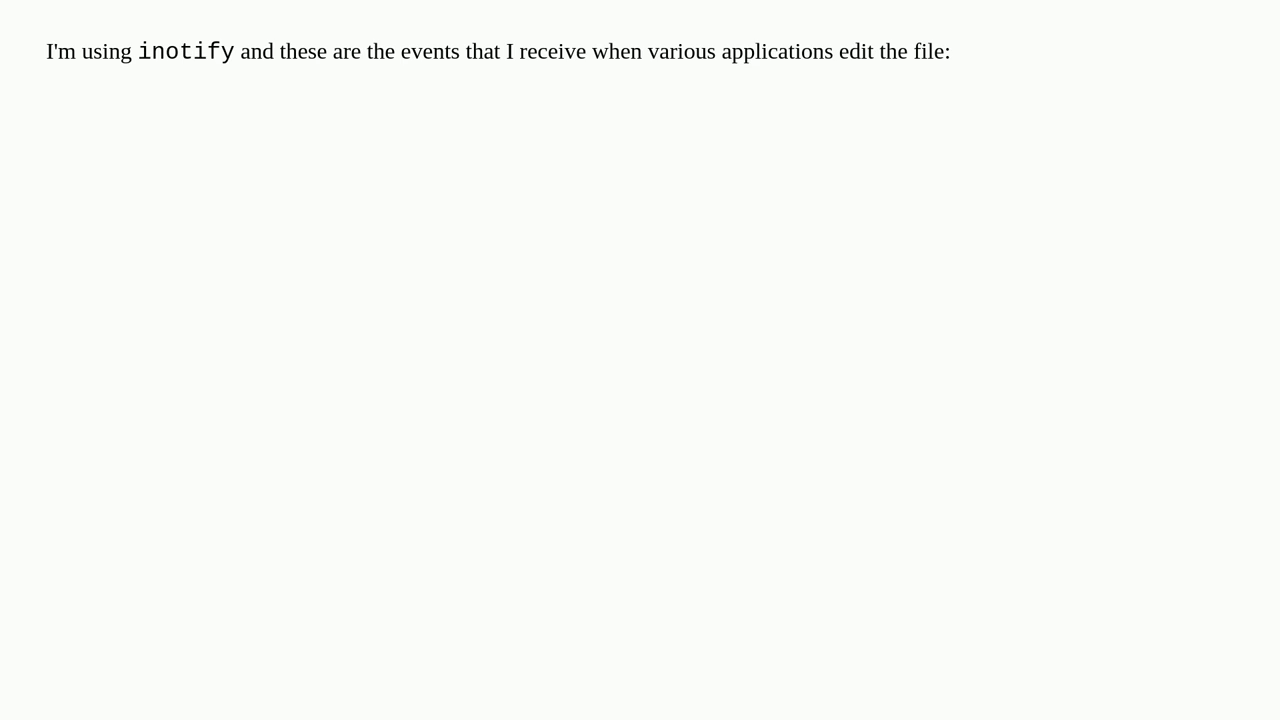 I'm using inotify and these are the events that I receive when various applications edit the file: